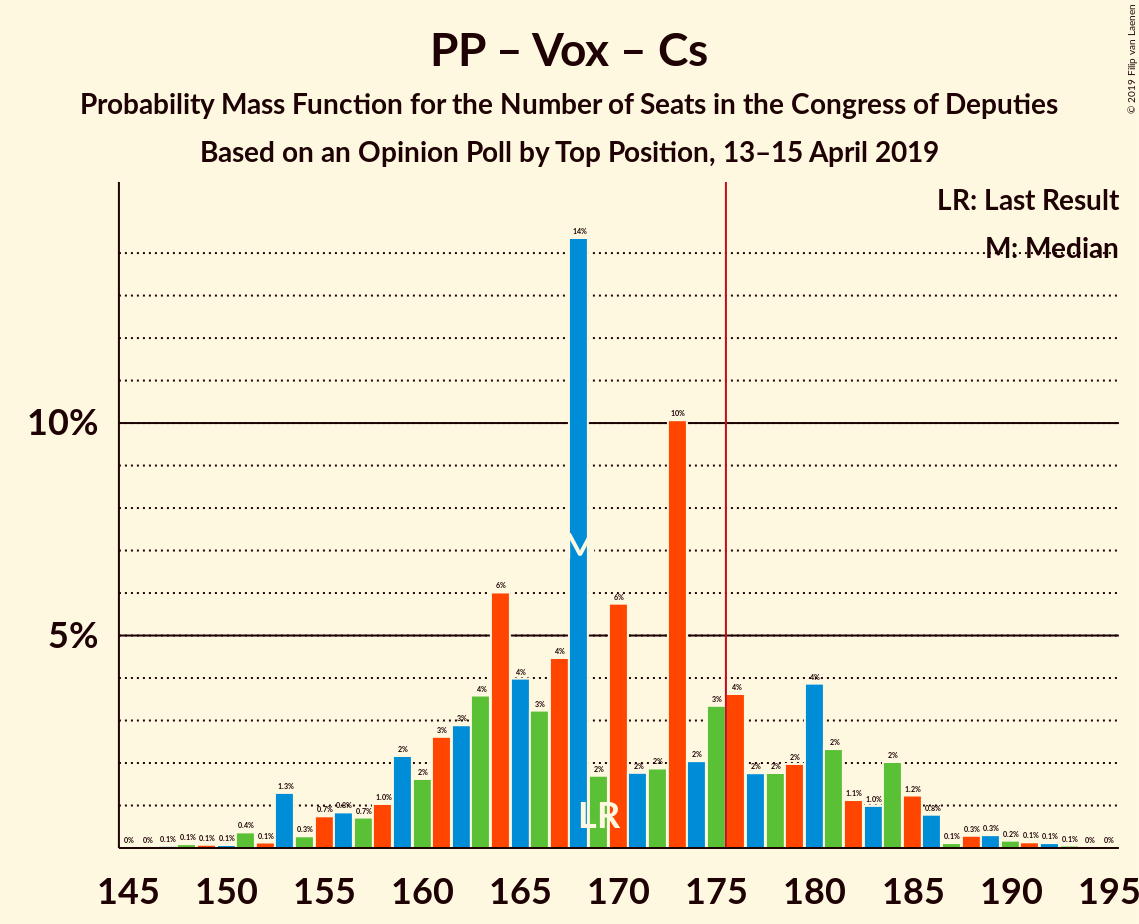 PP – Vox – Cs
Probability Mass Function for the Number of Seats in the Congress of Deputies
Based on an Opinion Poll by Top Position, 13–15 April 2019
© 2019 Filip van Laenen
LR: Last Result
M: Median
10%
5%
0% 0% 0.1% 0.1% 0.1% 0.1% 0.4% 0.1% 1.3% 0.3% 0.7% 0.8% 0.7% 1.0% 2% 2% 3% 3% 4% 6% 4% 3% 4% 14% 2% 6% 2% 2% 10% 2% 3% 4% 2% 2% 2% 4% 2% 1.1% 1.0% 2% 1.2% 0.8% 0.1% 0.3% 0.3% 0.2% 0.1% 0.1% 0.1% 0% 0%
M
LR
145 150 155 160 165 170 175 180 185 190 195